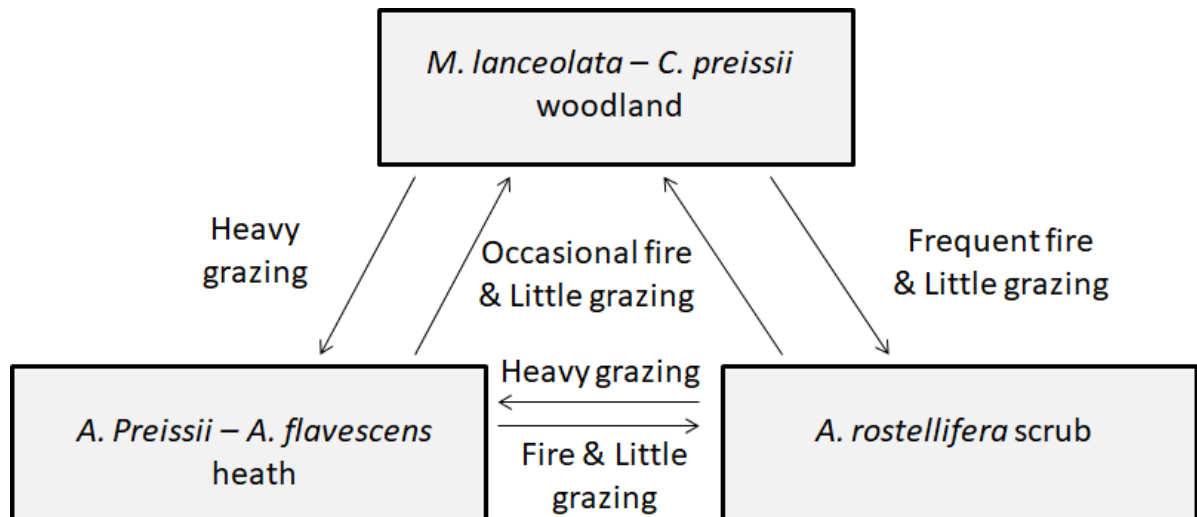 M. lanceolata – C. preissii
woodland
Heavy
grazing
Occasional fire
& Little grazing
Frequent fire
& Little grazing
Heavy grazing
Fire & Little
grazing
A. Preissii – A. flavescens
heath
A. rostellifera scrub